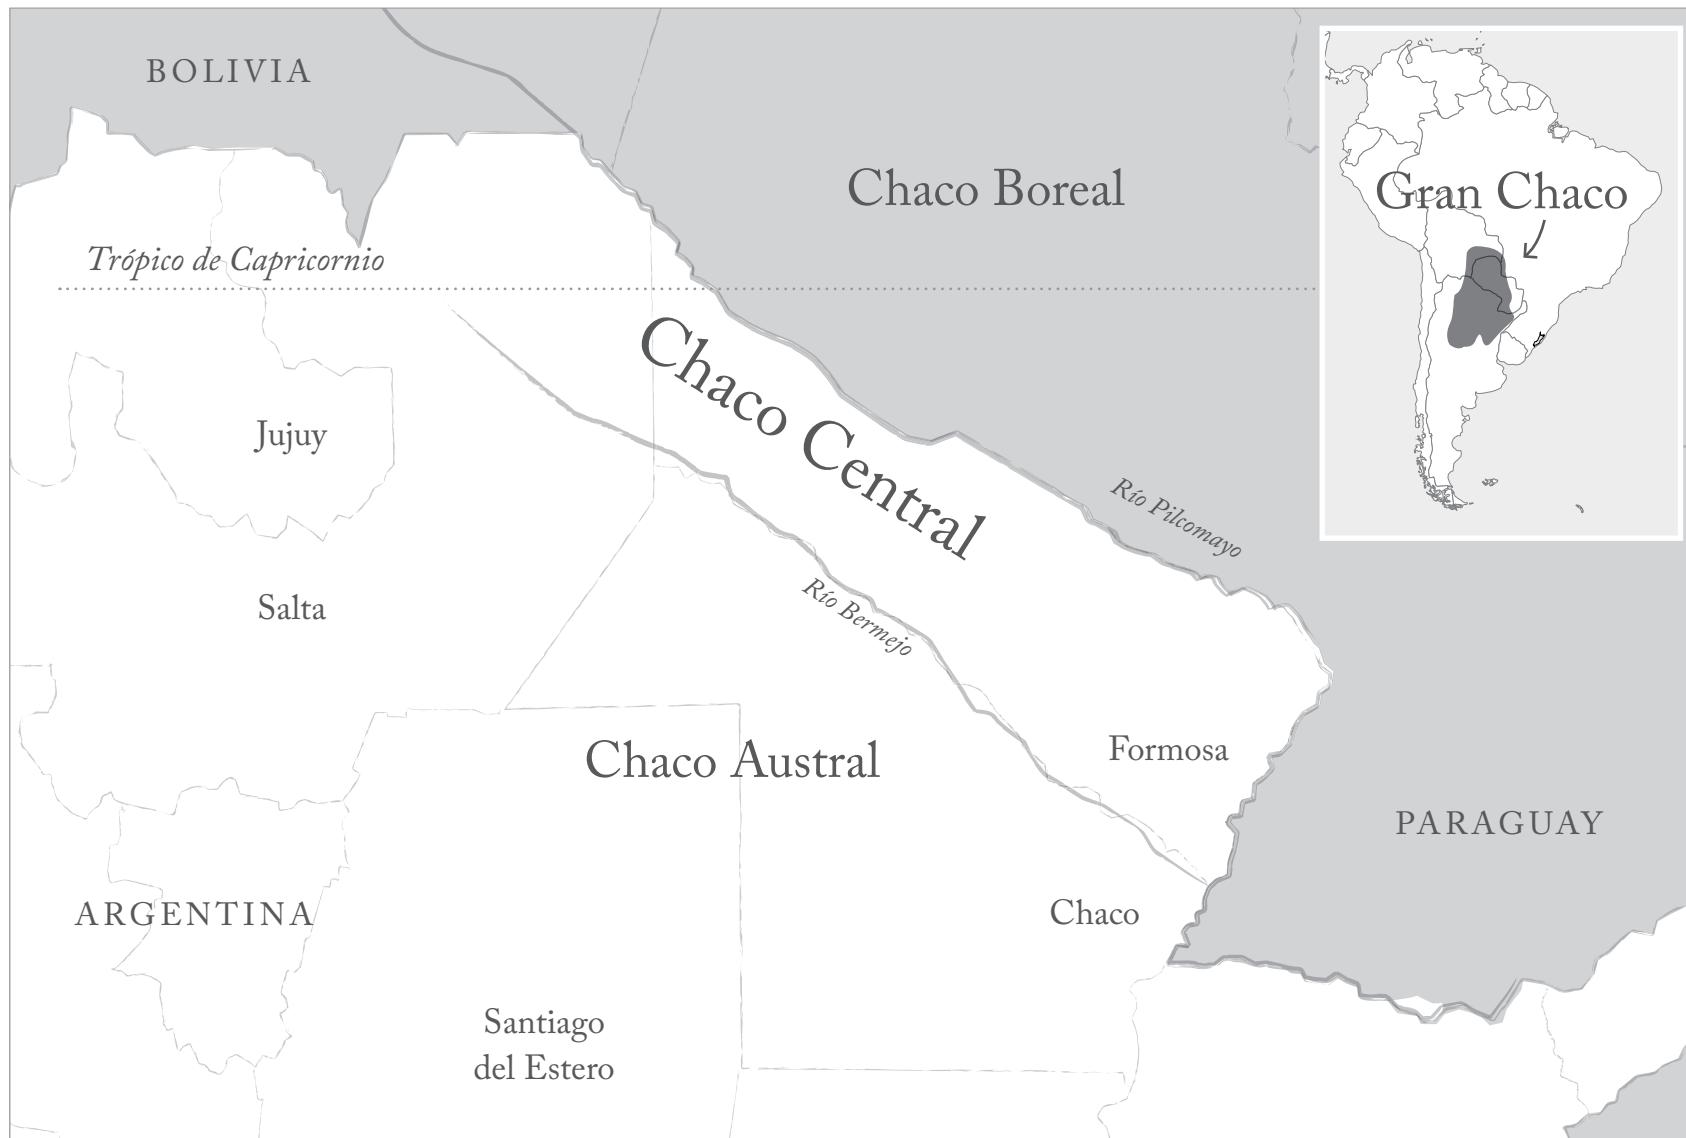 BOLIVIA
Chaco Boreal
Gran Chaco
Trópico de Capricornio
Chaco Central
Jujuy
Río Pilcomayo
Salta
Río Bermejo
Chaco Austral
Formosa
PARAGUAY
ARGENTINA
Chaco
Santiago
del Estero